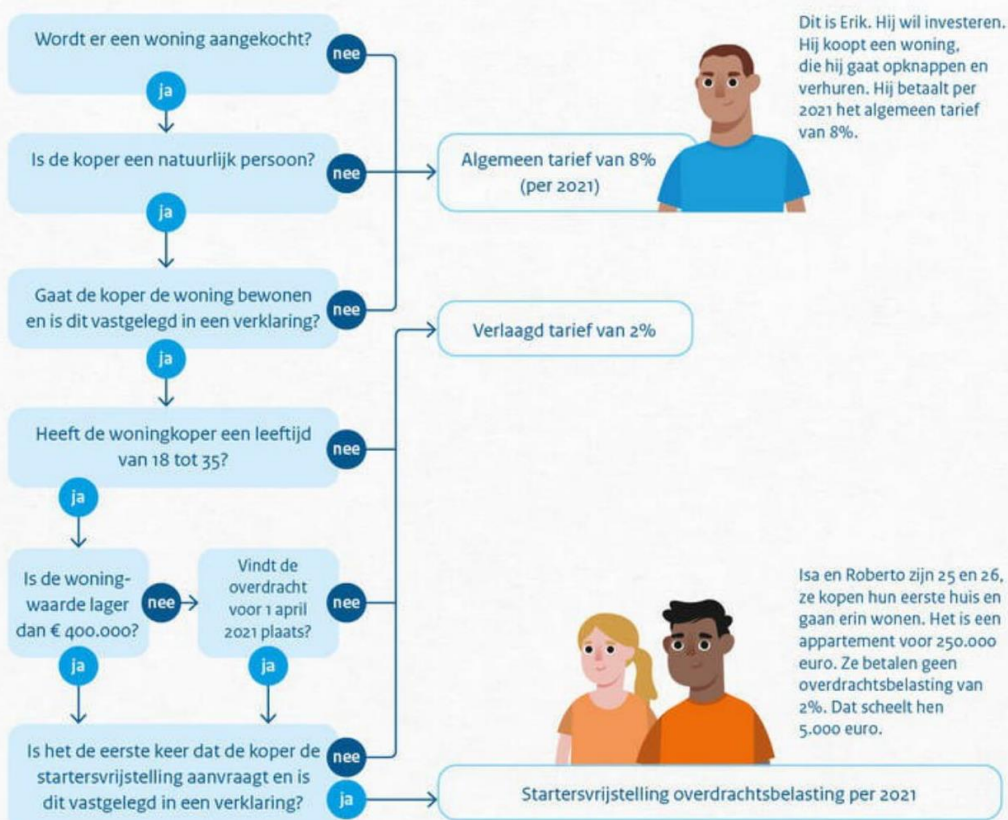 Wordt er een woning aangekocht?
nee
ja
Is de koper een natuurlijk persoon?
nee
ja
Gaat de koper de woning bewonen
en is dit vastgelegd in een verklaring?
nee
ja
Heeft de woningkoper een leeftijd
van 18 tot 35?
nee
ja
Is de woning-
waarde lager
dan € 400.000?
nee
ja
Vindt de
overdracht
voor 1 april
2021 plaats?
nee
ja
Is het de eerste keer dat de koper de
startersvrijstelling aanvraagt en is
dit vastgelegd in een verklaring?
nee
ja
Algemeen tarief van 8%
(per 2021)
Dit is Erik. Hij wil investeren.
Hij koopt een woning,
die hij gaat opknappen en
verhuren. Hij betaalt per
2021 het algemeen tarief
van 8%.
Verlaagd tarief van 2%
Isa en Roberto zijn 25 en 26,
ze kopen hun eerste huis en
gaan erin wonen. Het is een
appartement voor 250.000
euro. Ze betalen geen
overdrachtsbelasting van
2%. Dat scheelt hen
5.000 euro.
Startersvrijstelling overdrachtsbelasting per 2021